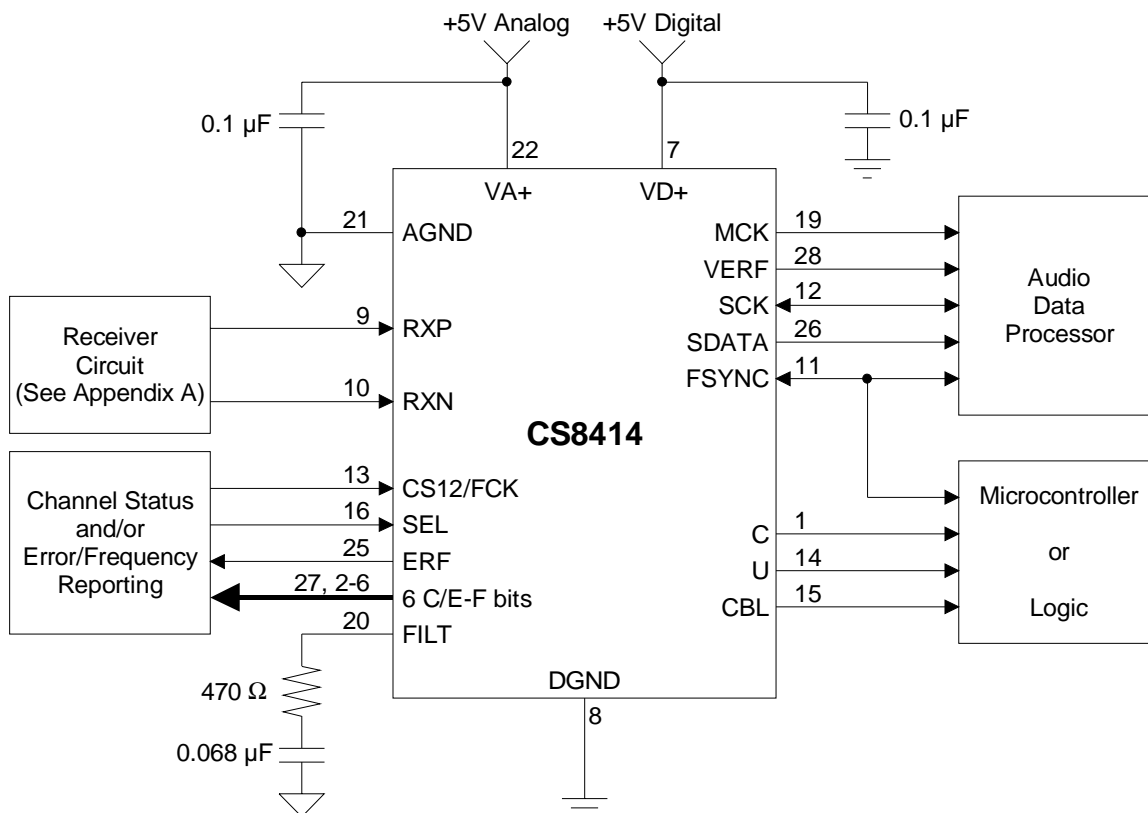 +5V Analog
+5V Digital
0.1 µF
0.1 µF
22
7
VA+
VD+
21
AGND
MCK
19
VERF
28
SCK
12
SDATA
26
FSYNC
11
Audio
Data
Processor
Receiver
Circuit
(See Appendix A)
9
RXP
10
RXN
CS8414
Channel Status
and/or
Error/Frequency
Reporting
13
CS12/FCK
16
SEL
25
ERF
27, 2-6
6 C/E-F bits
20
FILT
C
1
U
14
CBL
15
Microcontroller
or
Logic
470 Ω
0.068 µF
DGND
8